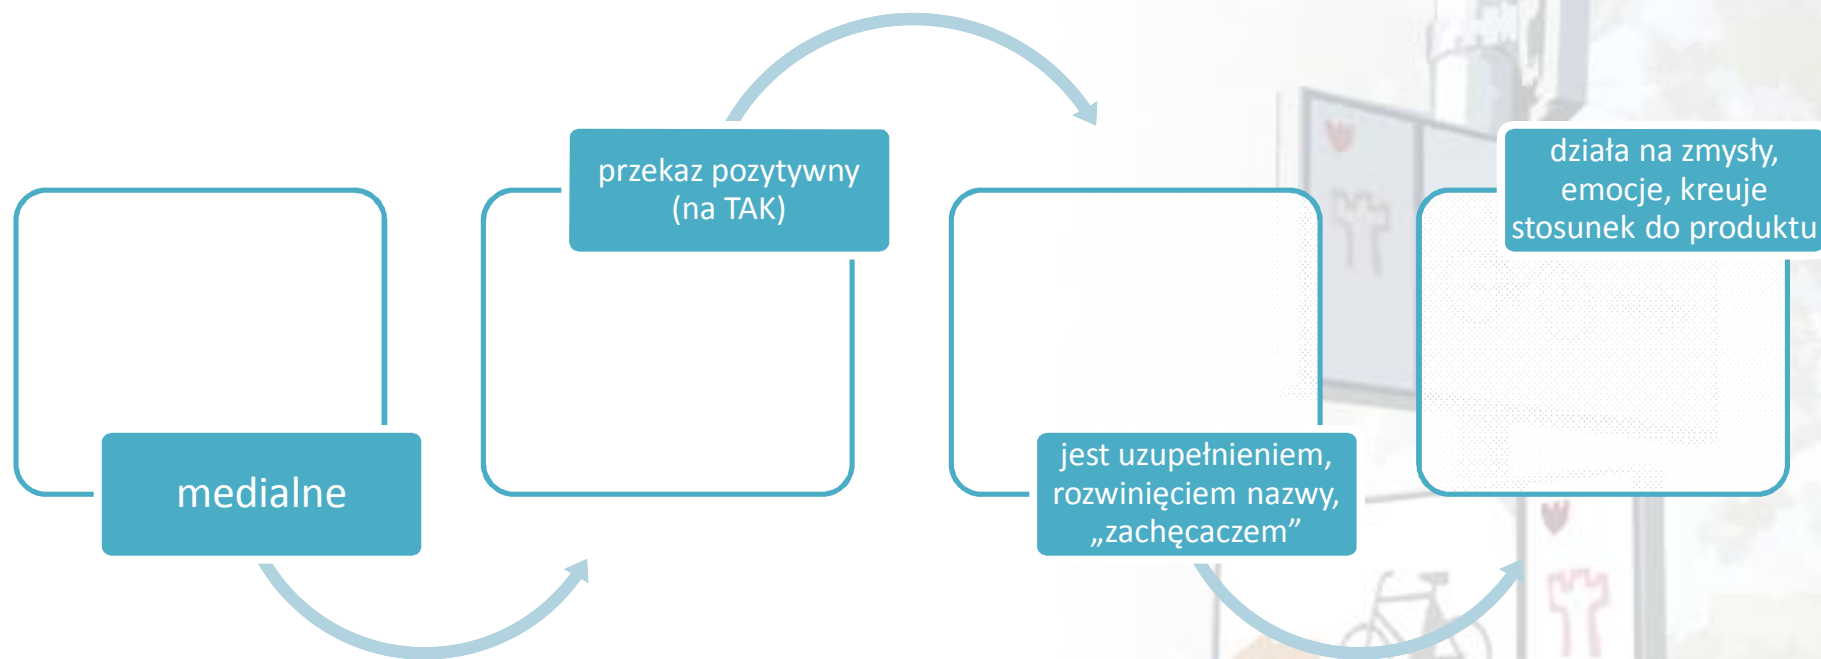 medialne
przekaz pozytywny
(na TAK)
jest uzupełnieniem,
rozwinięciem nazwy,
„zachęcaczem”
działa na zmysły,
emocje, kreuje
stosunek do produktu